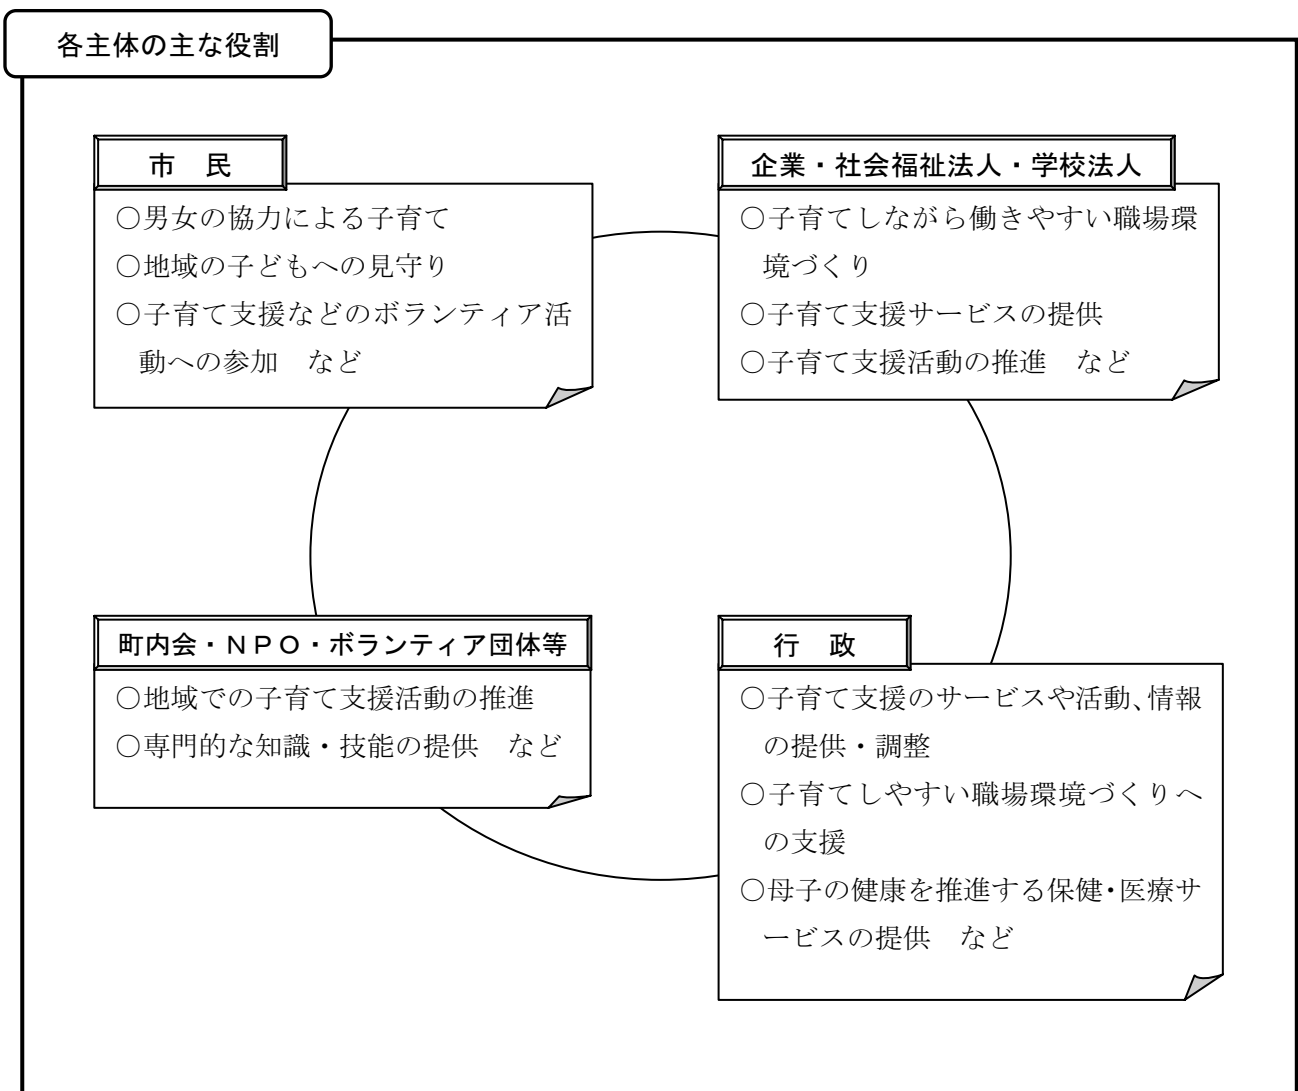 各主体の主な役割
市　民
○男女の協力による子育て
○地域の子どもへの見守り
○子育て支援などのボランティア活
動への参加　など
企業・社会福祉法人・学校法人
○子育てしながら働きやすい職場環
境づくり
○子育て支援サービスの提供
○子育て支援活動の推進　など
町内会・ＮＰＯ・ボランティア団体等
○地域での子育て支援活動の推進
○専門的な知識・技能の提供　など
行　政
○子育て支援のサービスや活動、情報
の提供・調整
○子育てしやすい職場環境づくりへ
の支援
○母子の健康を推進する保健・医療サ
ービスの提供　など